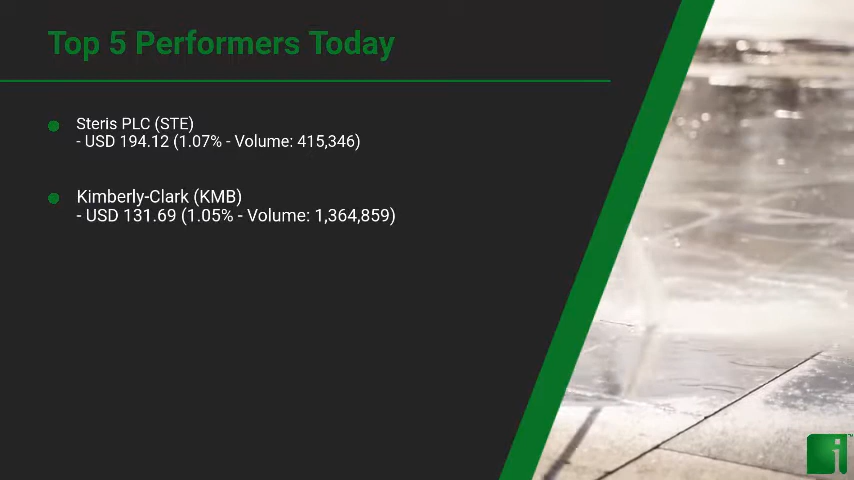 Top 5 Performers Today
Steris PLC (STE)
- USD 194.12 (1.07% - Volume: 415,346)
Kimberly-Clark (KMB)
- USD 131.69 (1.05% - Volume: 1,364,859)
i™